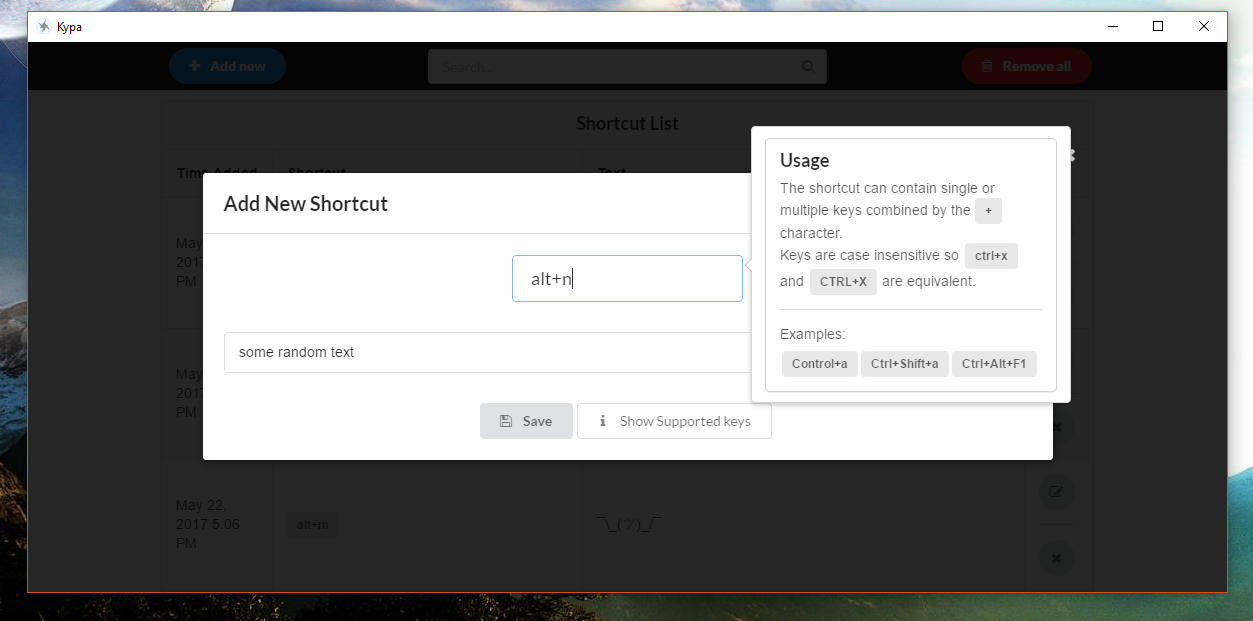 Kypa
Add new
Search...
Remove all
Shortcut List
Time Added
Shortcut
Text
Add New Shortcut
alt+n
some random text
Save
Show Supported keys
Usage
The shortcut can contain single or
multiple keys combined by the +
character.
Keys are case insensitive so ctrl+x
and CTRL+X are equivalent.
Examples:
Control+a Ctrl+Shift+a Ctrl+Alt+F1
May
2017
PM
May
2017
PM
May 22,
2017 5:06
PM
alt+m
¯\_(ツ)_/¯